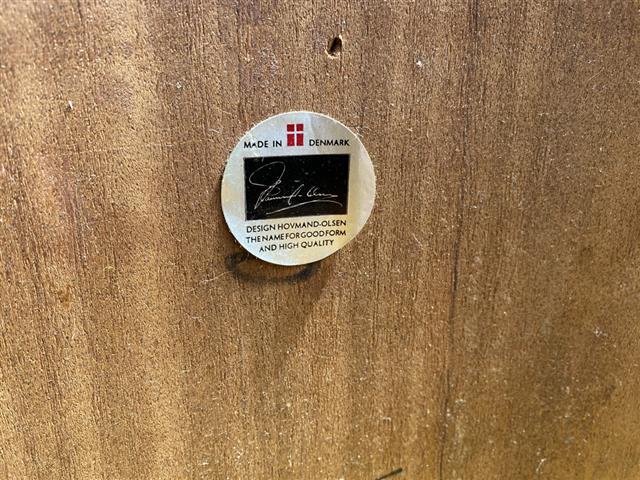 MADE IN DENMARK
DESIGN HOVMAND-OLSEN
THE NAME FOR GOOD FORM
AND HIGH QUALITY